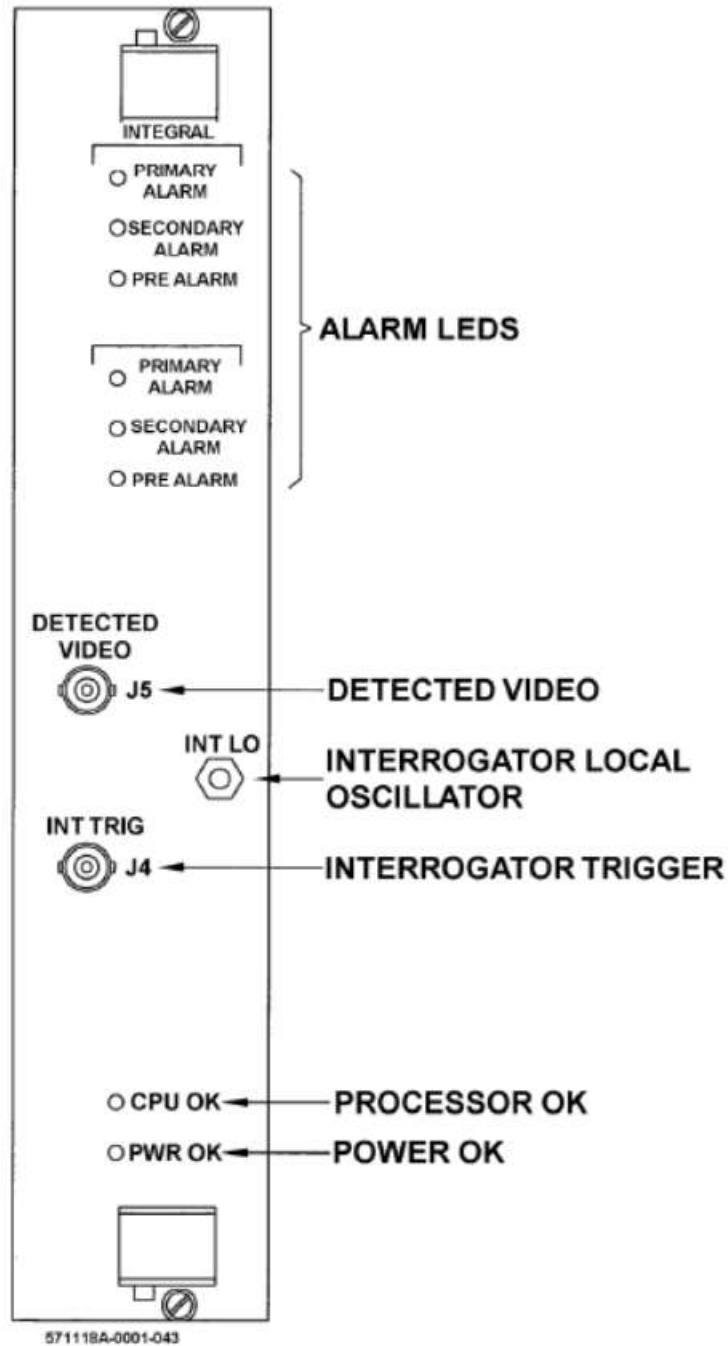 INTEGRAL
PRIMARY
ALARM
SECONDARY
ALARM
PRE ALARM
PRIMARY
ALARM
SECONDARY
ALARM
PRE ALARM
ALARM LEDS
DETECTED
VIDEO
J5
DETECTED VIDEO
INT LO
INTERROGATOR LOCAL
OSCILLATOR
INT TRIG
J4
INTERROGATOR TRIGGER
CPU OK
PROCESSOR OK
PWR OK
POWER OK
571118A-0001-043